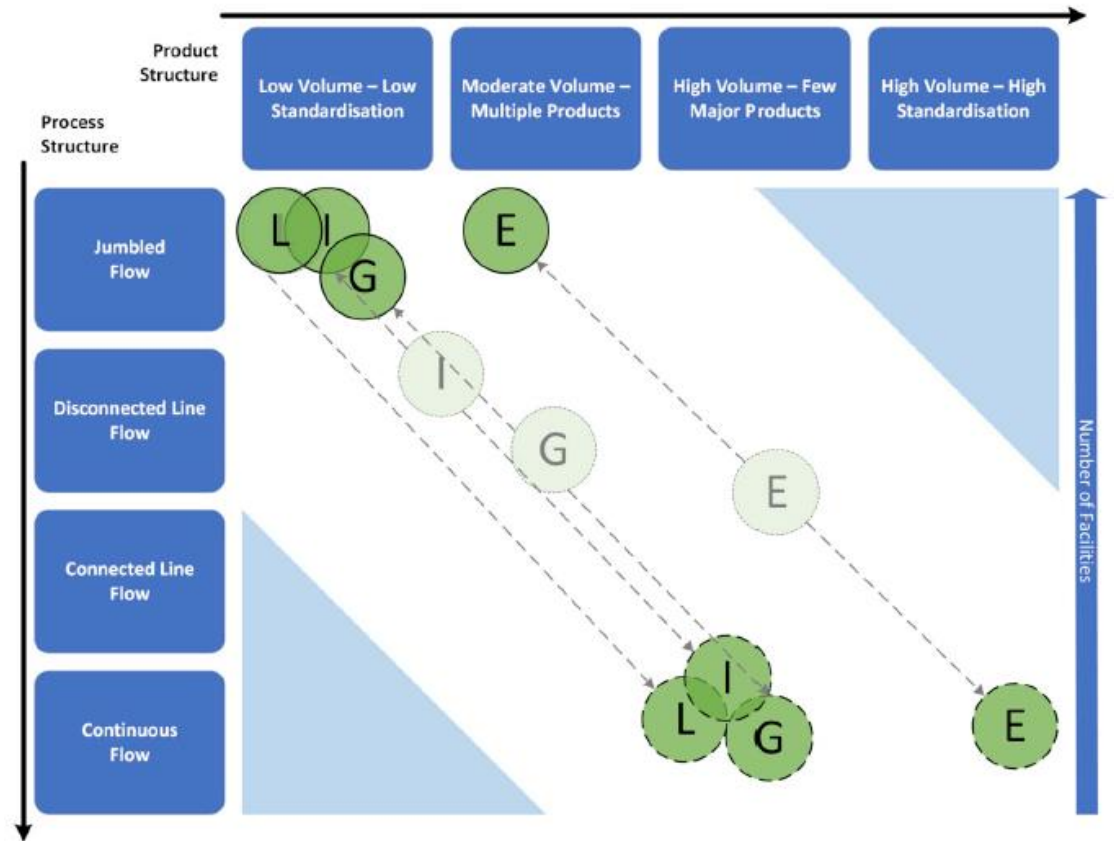 Product
Structure
Low Volume – Low
Standardisation
Moderate Volume –
Multiple Products
High Volume – Few
Major Products
High Volume – High
Standardisation
Process
Structure
Jumbled
Flow
L
I
G
E
I
Disconnected Line
Flow
G
E
Number of Facilities
Connected Line
Flow
I
L
G
E
Continuous
Flow